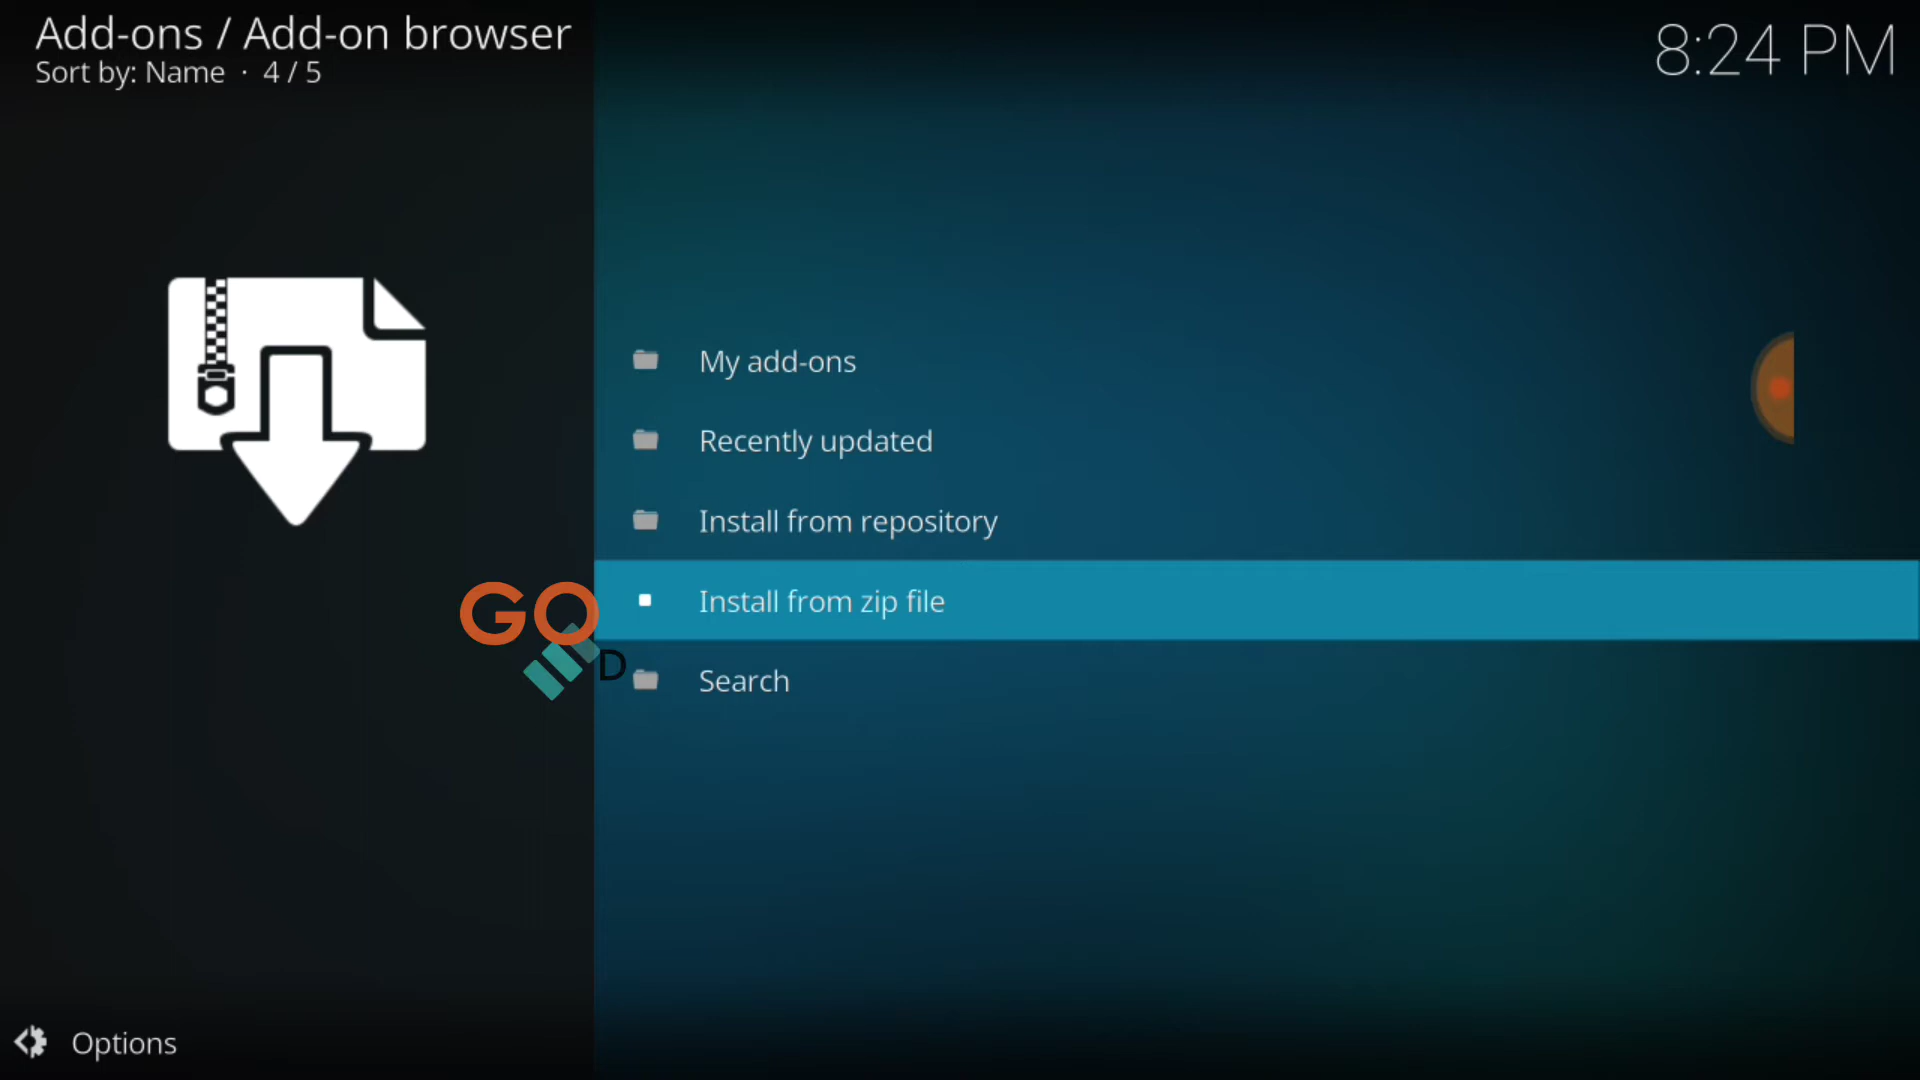 Add-ons / Add-on browser
Sort by: Name · 4 / 5
8:24 PM
My add-ons
Recently updated
Install from repository
Install from zip file
Search
GO
D
Options